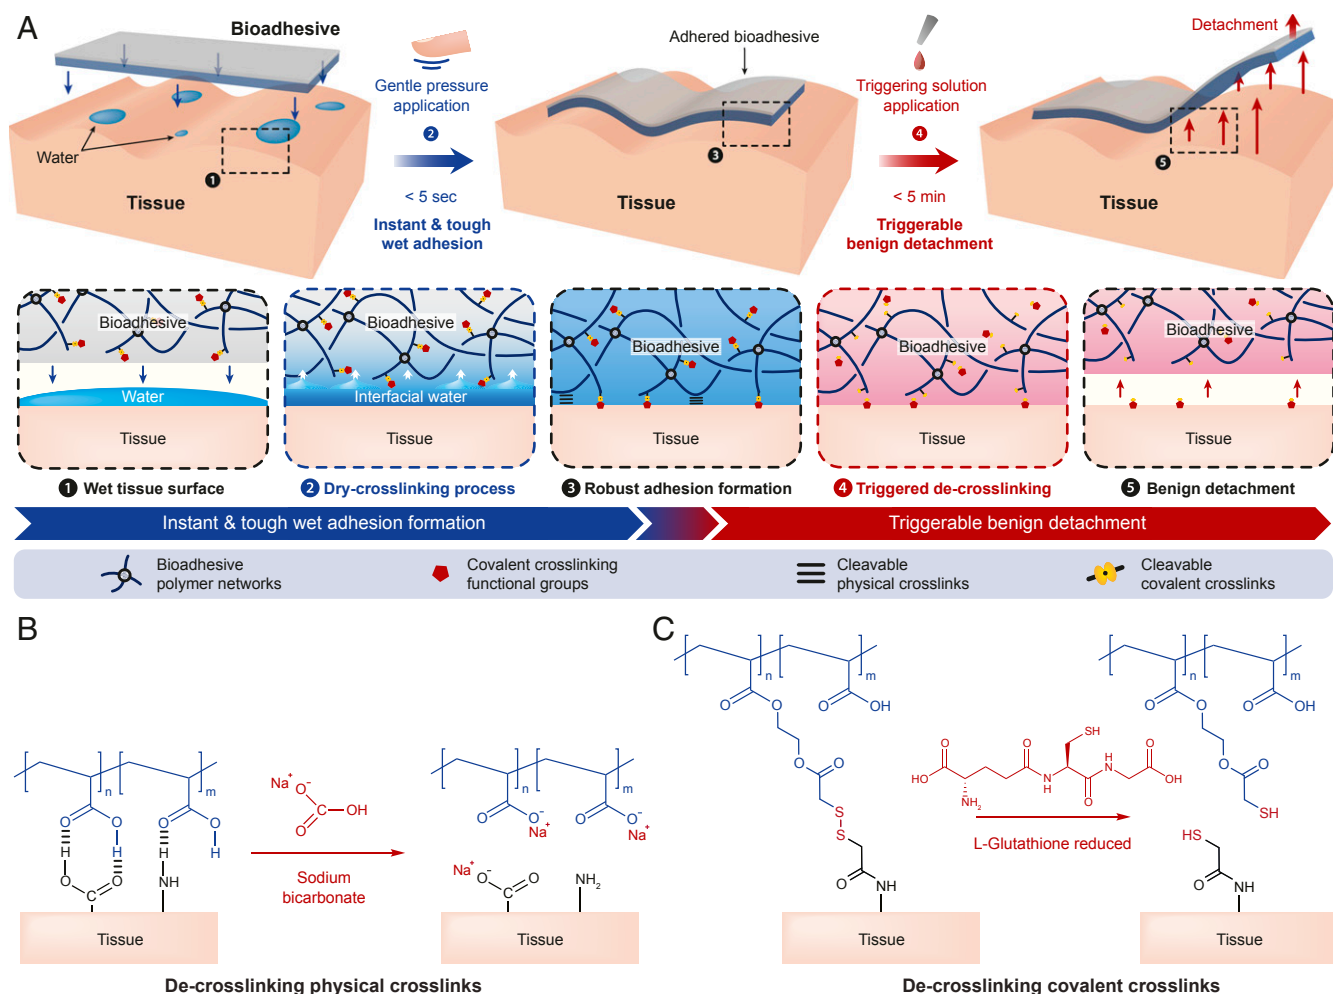 A
Bioadhesive
Water
Tissue
1
Gentle pressure
application
2
< 5 sec
Instant & tough
wet adhesion
Adhered bioadhesive
3
Tissue
Triggering solution
application
4
< 5 min
Triggerable
benign detachment
Detachment
5
Tissue
Bioadhesive
Water
Tissue
Bioadhesive
Interfacial water
Tissue
Bioadhesive
Tissue
Bioadhesive
Tissue
Bioadhesive
Tissue
1 Wet tissue surface
2 Dry-crosslinking process
3 Robust adhesion formation
4 Triggered de-crosslinking
5 Benign detachment
Instant & tough wet adhesion formation
Triggerable benign detachment
Bioadhesive
polymer networks
Covalent crosslinking
functional groups
Cleavable
physical crosslinks
Cleavable
covalent crosslinks
B
n
m
O
O
O
O
H
H
H
H
O
C
O
NH
Tissue
Na+
O-
C
OH
O
Sodium
bicarbonate
n
m
O
O-
Na+
O
O-
Na+
Na+
O-
C
O
NH2
Tissue
De-crosslinking physical crosslinks
C
n
m
O
O
O
OH
O
O
S
S
O
NH
Tissue
SH
O
HO
NH2
O
N
H
O
H
N
O
OH
L-Glutathione reduced
n
m
O
O
O
OH
O
O
SH
HS
O
NH
Tissue
De-crosslinking covalent crosslinks